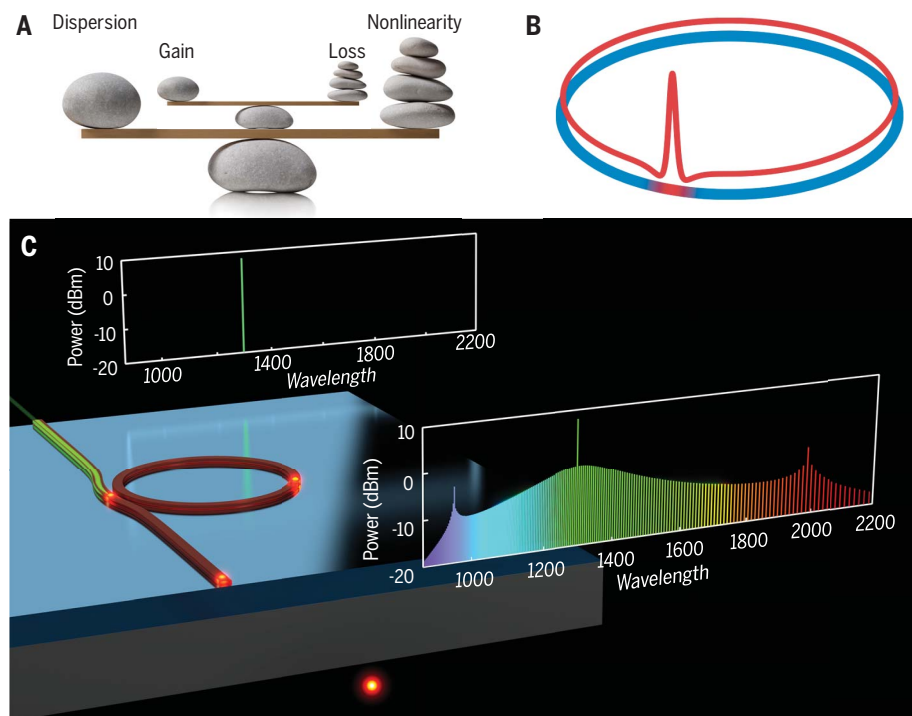 A
Dispersion
Gain
Loss
Nonlinearity
B
C
Power (dBm)
10
0
-10
-20
1000
1400
1800
2200
Wavelength
Power (dBm)
10
0
-10
-20
1000
1200
1400
1600
1800
2000
2200
Wavelength